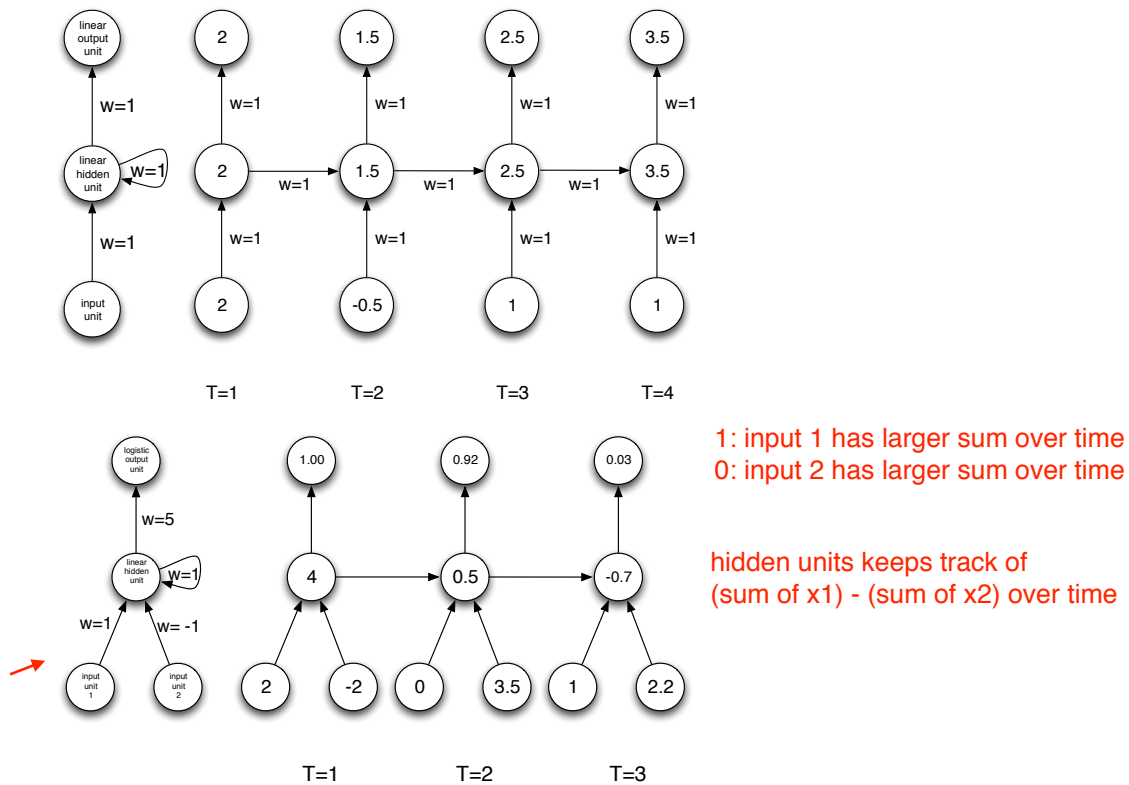 linear
output
unit
2
1.5
2.5
3.5
w=1
w=1
w=1
w=1
w=1
linear
hidden
unit
w=1
2
1.5
2.5
3.5
w=1
w=1
w=1
w=1
w=1
w=1
w=1
w=1
input
unit
2
-0.5
1
1
T=1
T=2
T=3
T=4
logistic
output
unit
1.00
0.92
0.03
1: input 1 has larger sum over time
0: input 2 has larger sum over time
w=5
linear
hidden
unit
w=1
4
0.5
-0.7
hidden units keeps track of
(sum of x1) - (sum of x2) over time
w=1
w= -1
input
unit
1
input
unit
2
2
-2
0
3.5
1
2.2
T=1
T=2
T=3